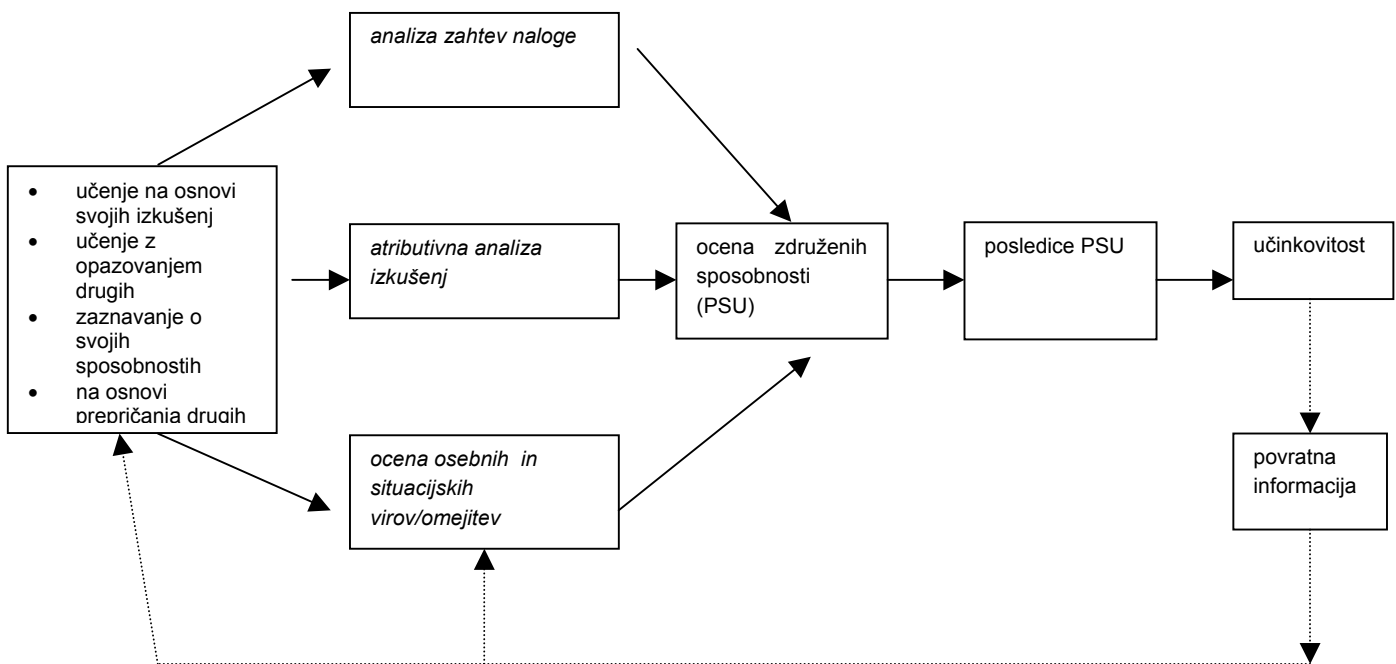 analiza zahtev naloge
• učenje na osnovi
svojih izkušenj
• učenje z
opazovanjem
drugih
• zaznavanje o
svojih
sposobnostih
• na osnovi
prepričanja drugih
atributivna analiza
izkušenj
ocena osebnih in
situacijskih
virov/omejitev
ocena združenih
sposobnosti
(PSU)
posledice PSU
učinkovitost
povratna
informacija